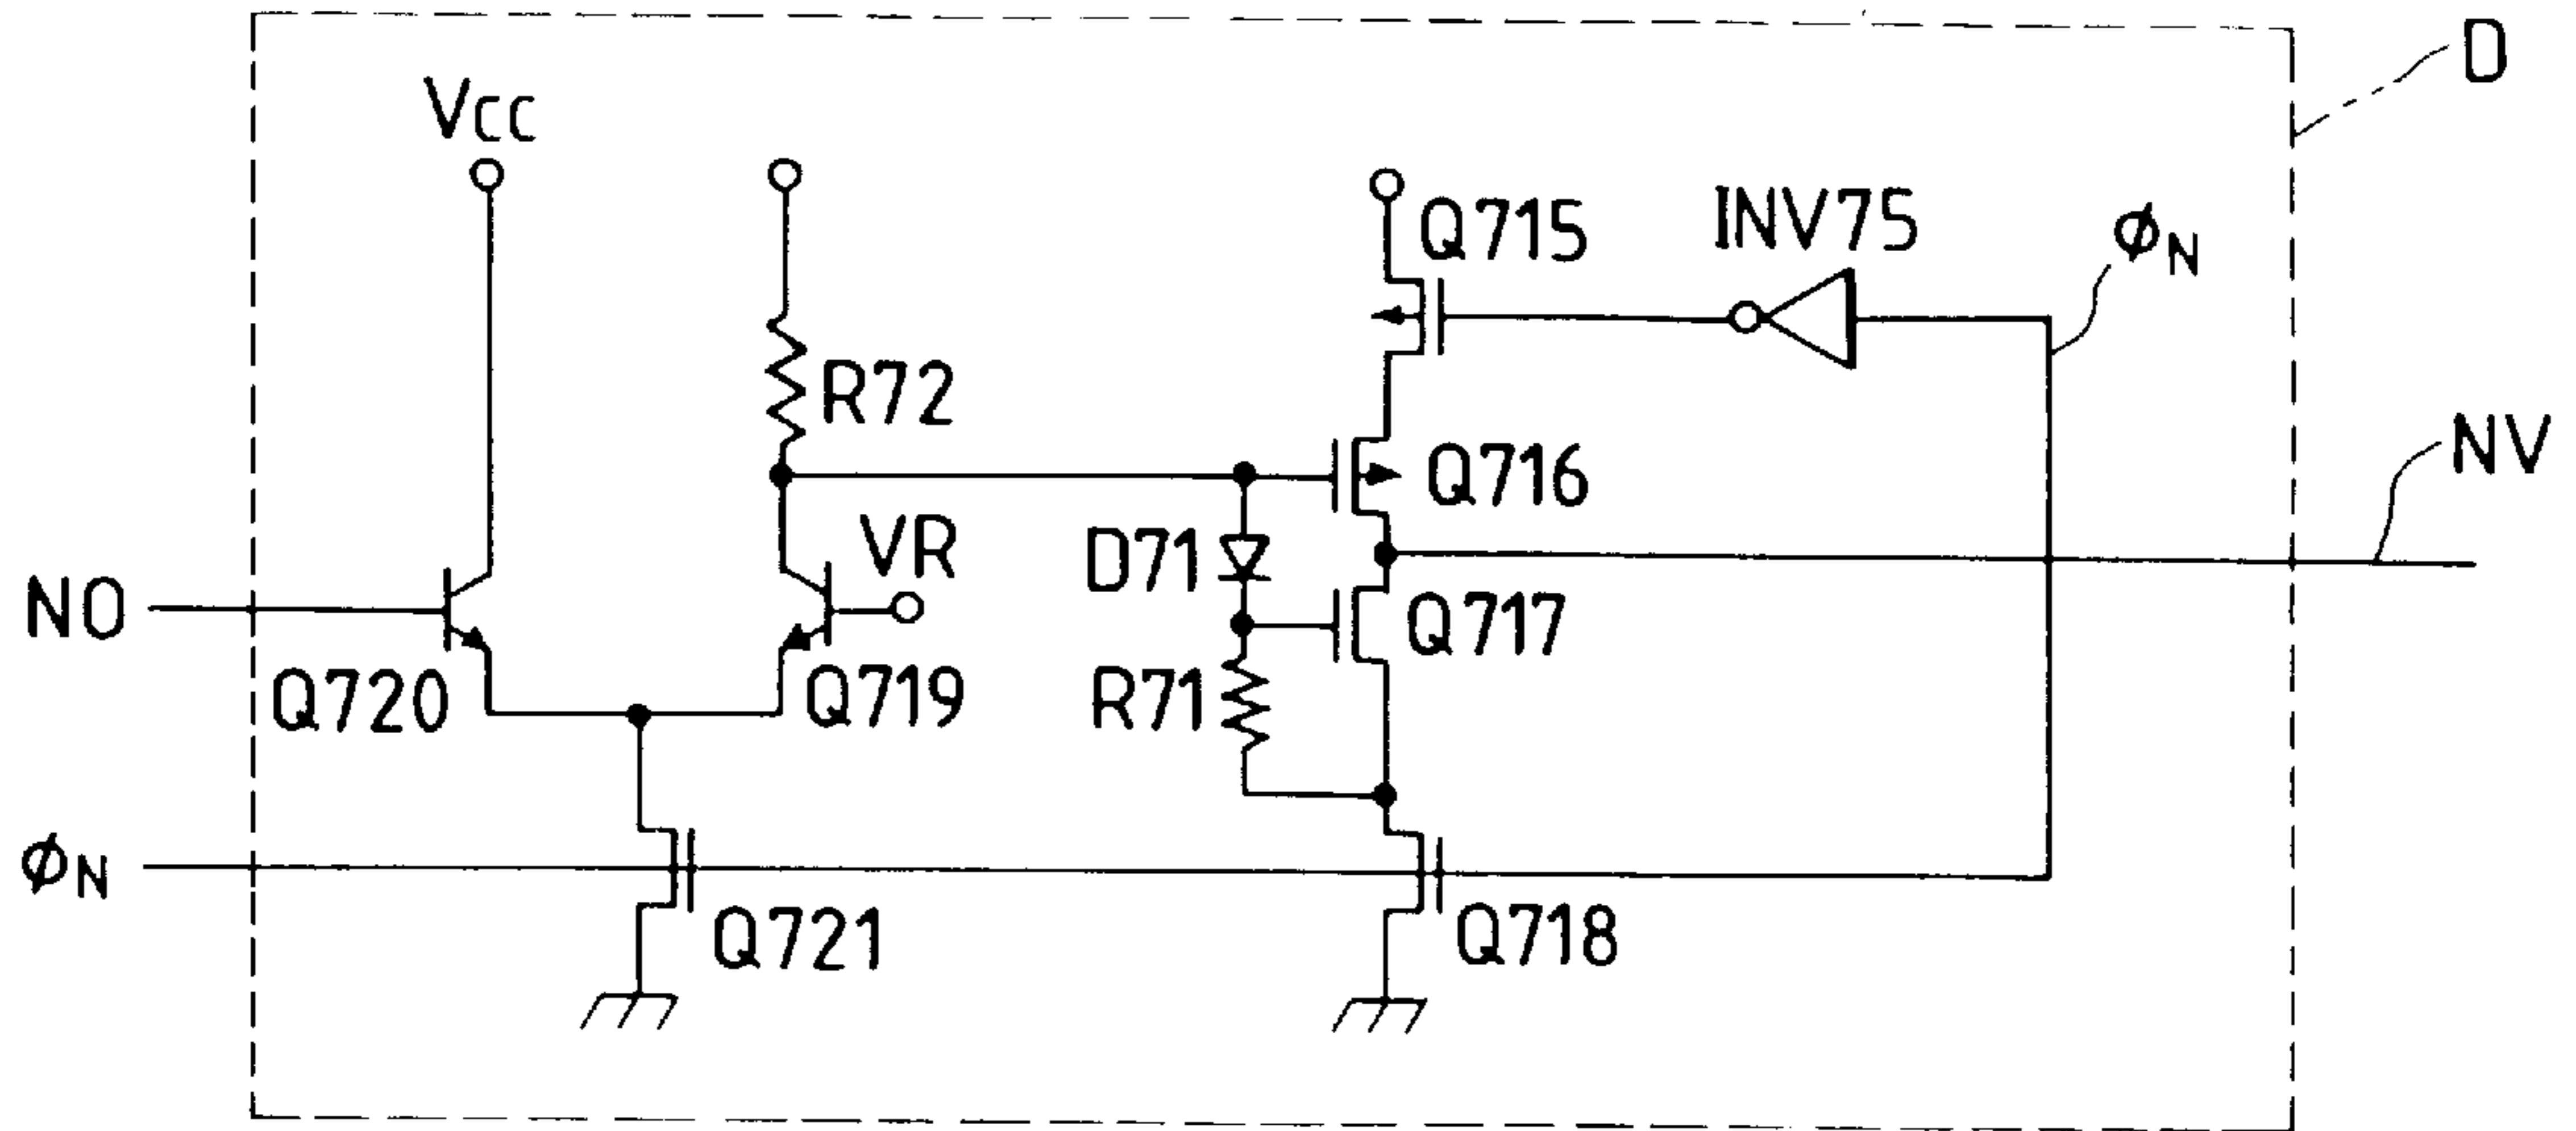 D
VCC
Q715
INV75
ϕN
R72
Q716
NV
VR
D71
NO
Q717
Q720
Q719
R71
ϕN
Q721
Q718